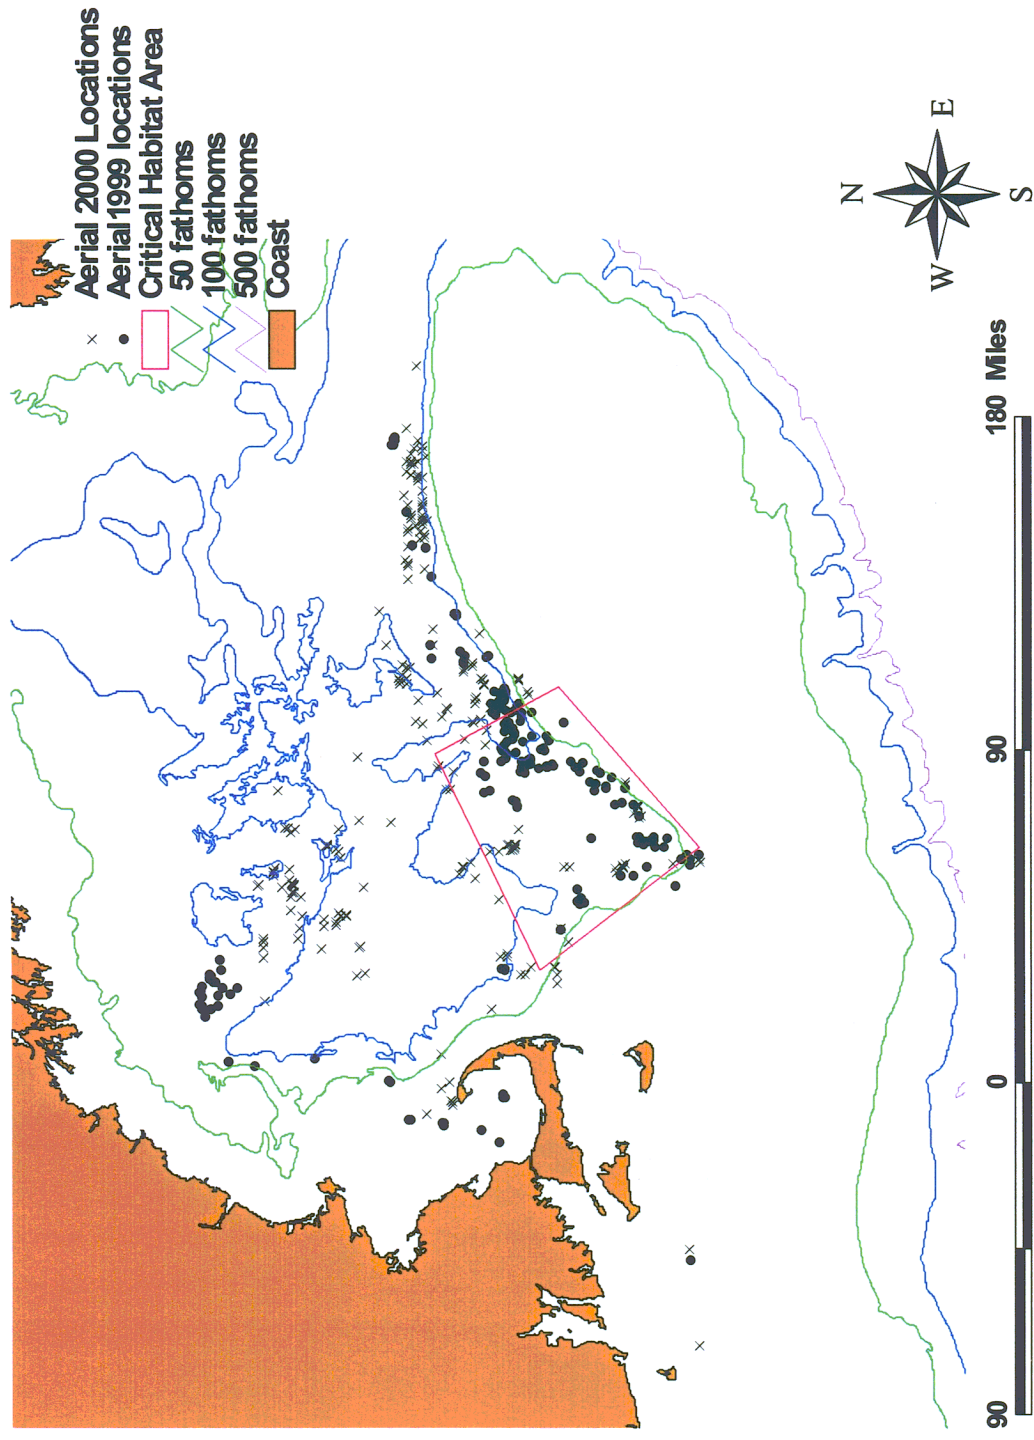 Aerial 2000 Locations
Aerial1999 locations
Critical Habitat Area
50 fathoms
100 fathoms
500 fathoms
Coast
N
W E
S
90 0 90 180 Miles